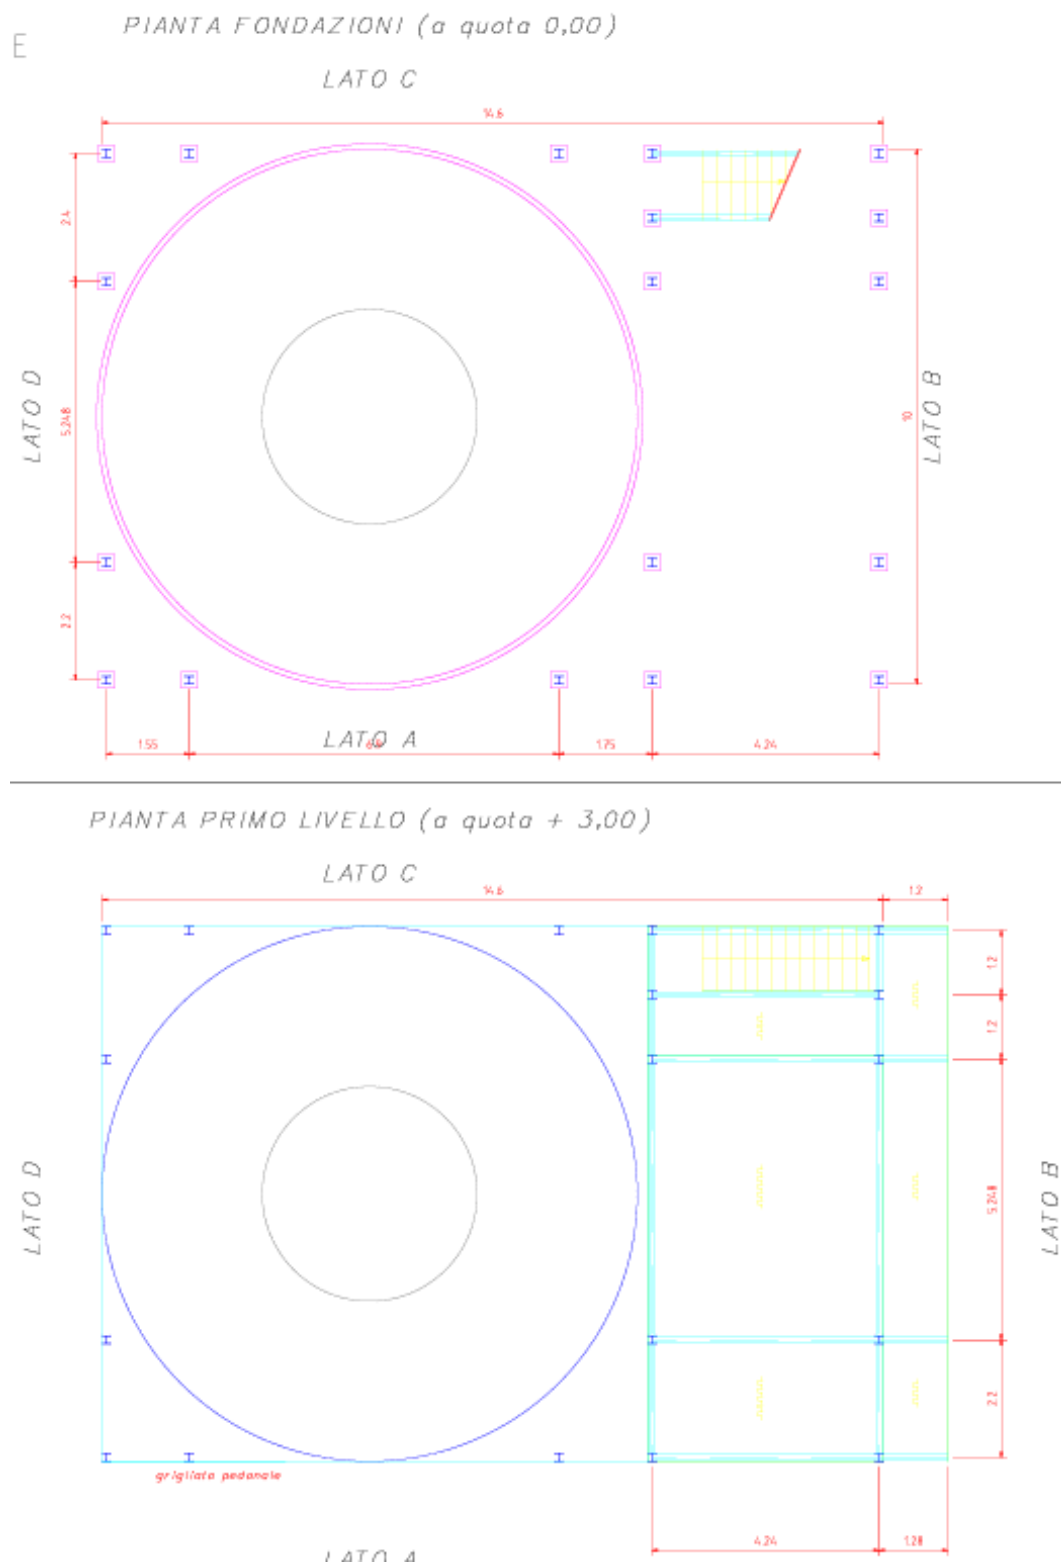 PIANTA FONDAZIONI (a quota 0,00)
E
LATO C
14.6
2.4
LATO D
5.248
10
LATO B
2.2
LATO A
1.55
1.75
4.24
PIANTA PRIMO LIVELLO (a quota + 3,00)
LATO C
14.6
1.2
1.2
1.2
LATO D
5.248
LATO B
2.2
grigliato pedonale
4.24
1.28
LATO A